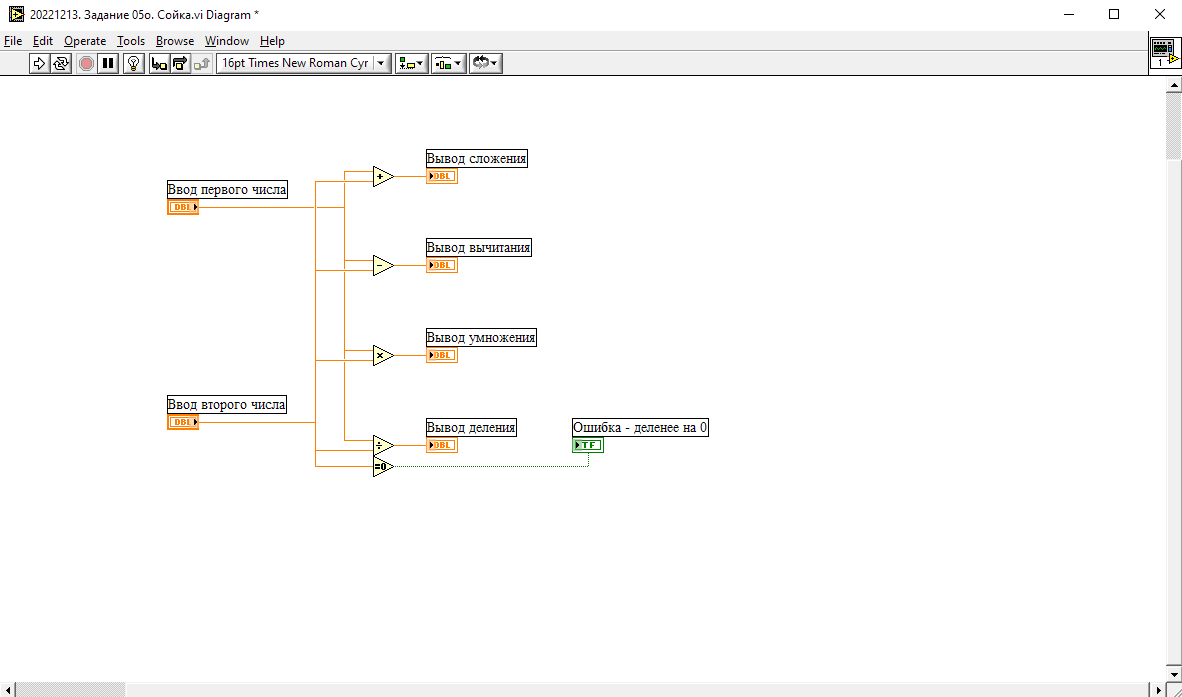 20221213. Задание 05о. Сойка.vi Diagram *
File Edit Operate Tools Browse Window Help
16pt Times New Roman Cyr
1
Вывод сложения
+
DBL
Ввод первого числа
DBL
Вывод вычитания
-
DBL
Вывод умножения
×
DBL
Ввод второго числа
DBL
Вывод деления
Ошибка - деленее на 0
÷
DBL
TF
=0